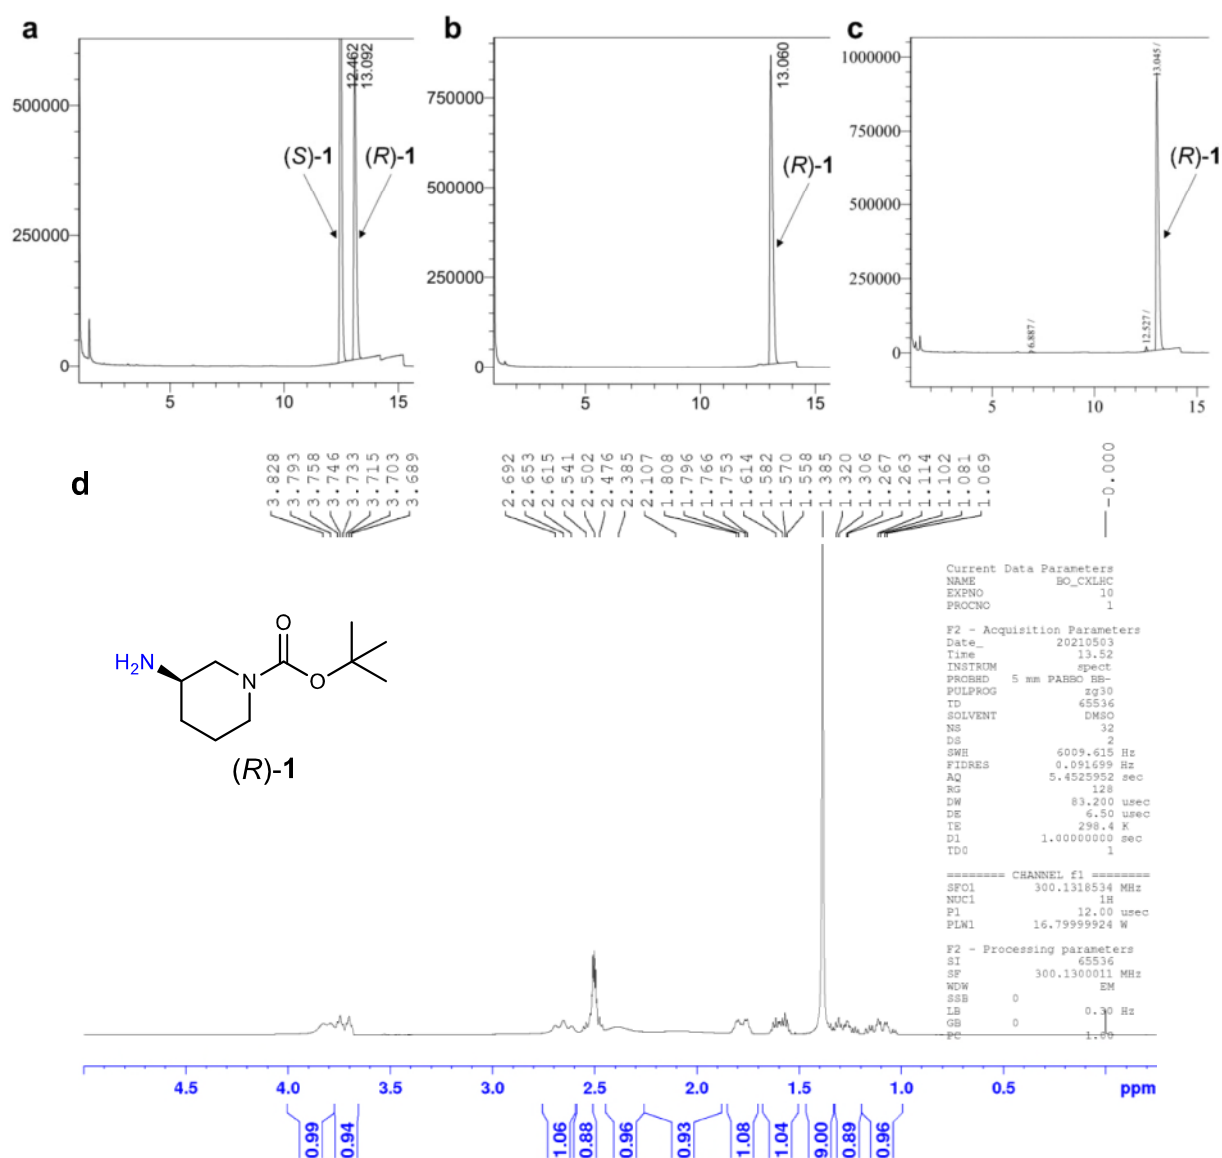 a
500000
250000
0
5
10
15
12.462
13.092
(S)-1
(R)-1
b
750000
500000
250000
0
5
10
15
13.060
(R)-1
c
1000000
750000
500000
250000
0
5
10
15
6.887 /
12.527 /
13.045 /
(R)-1
d
3.828
3.793
3.758
3.746
3.733
3.715
3.703
3.689
2.692
2.653
2.615
2.541
2.502
2.476
2.385
2.107
1.808
1.796
1.766
1.753
1.614
1.582
1.570
1.558
1.385
1.320
1.306
1.267
1.263
1.114
1.102
1.081
1.069
-0.000
H2N
N
O
O
(R)-1
Current Data Parameters
NAME BO_CXLHC
EXPNO 10
PROCNO 1
F2 - Acquisition Parameters
Date_ 20210503
Time 13.52
INSTRUM spect
PROBHD 5 mm PABBO BB-
PULPROG zg30
TD 65536
SOLVENT DMSO
NS 32
DS 2
SWH 6009.615 Hz
FIDRES 0.091699 Hz
AQ 5.4525952 sec
RG 128
DW 83.200 usec
DE 6.50 usec
TE 298.4 K
D1 1.00000000 sec
TD0 1
======== CHANNEL f1 ========
SFO1 300.1318534 MHz
NUC1 1H
P1 12.00 usec
PLW1 16.79999924 W
F2 - Processing parameters
SI 65536
SF 300.1300011 MHz
WDW EM
SSB 0
LB 0.30 Hz
GB 0
PC 1.00
4.5
4.0
3.5
3.0
2.5
2.0
1.5
1.0
0.5
ppm
0.99
0.94
1.06
0.88
0.96
0.93
1.08
1.04
9.00
0.89
0.96